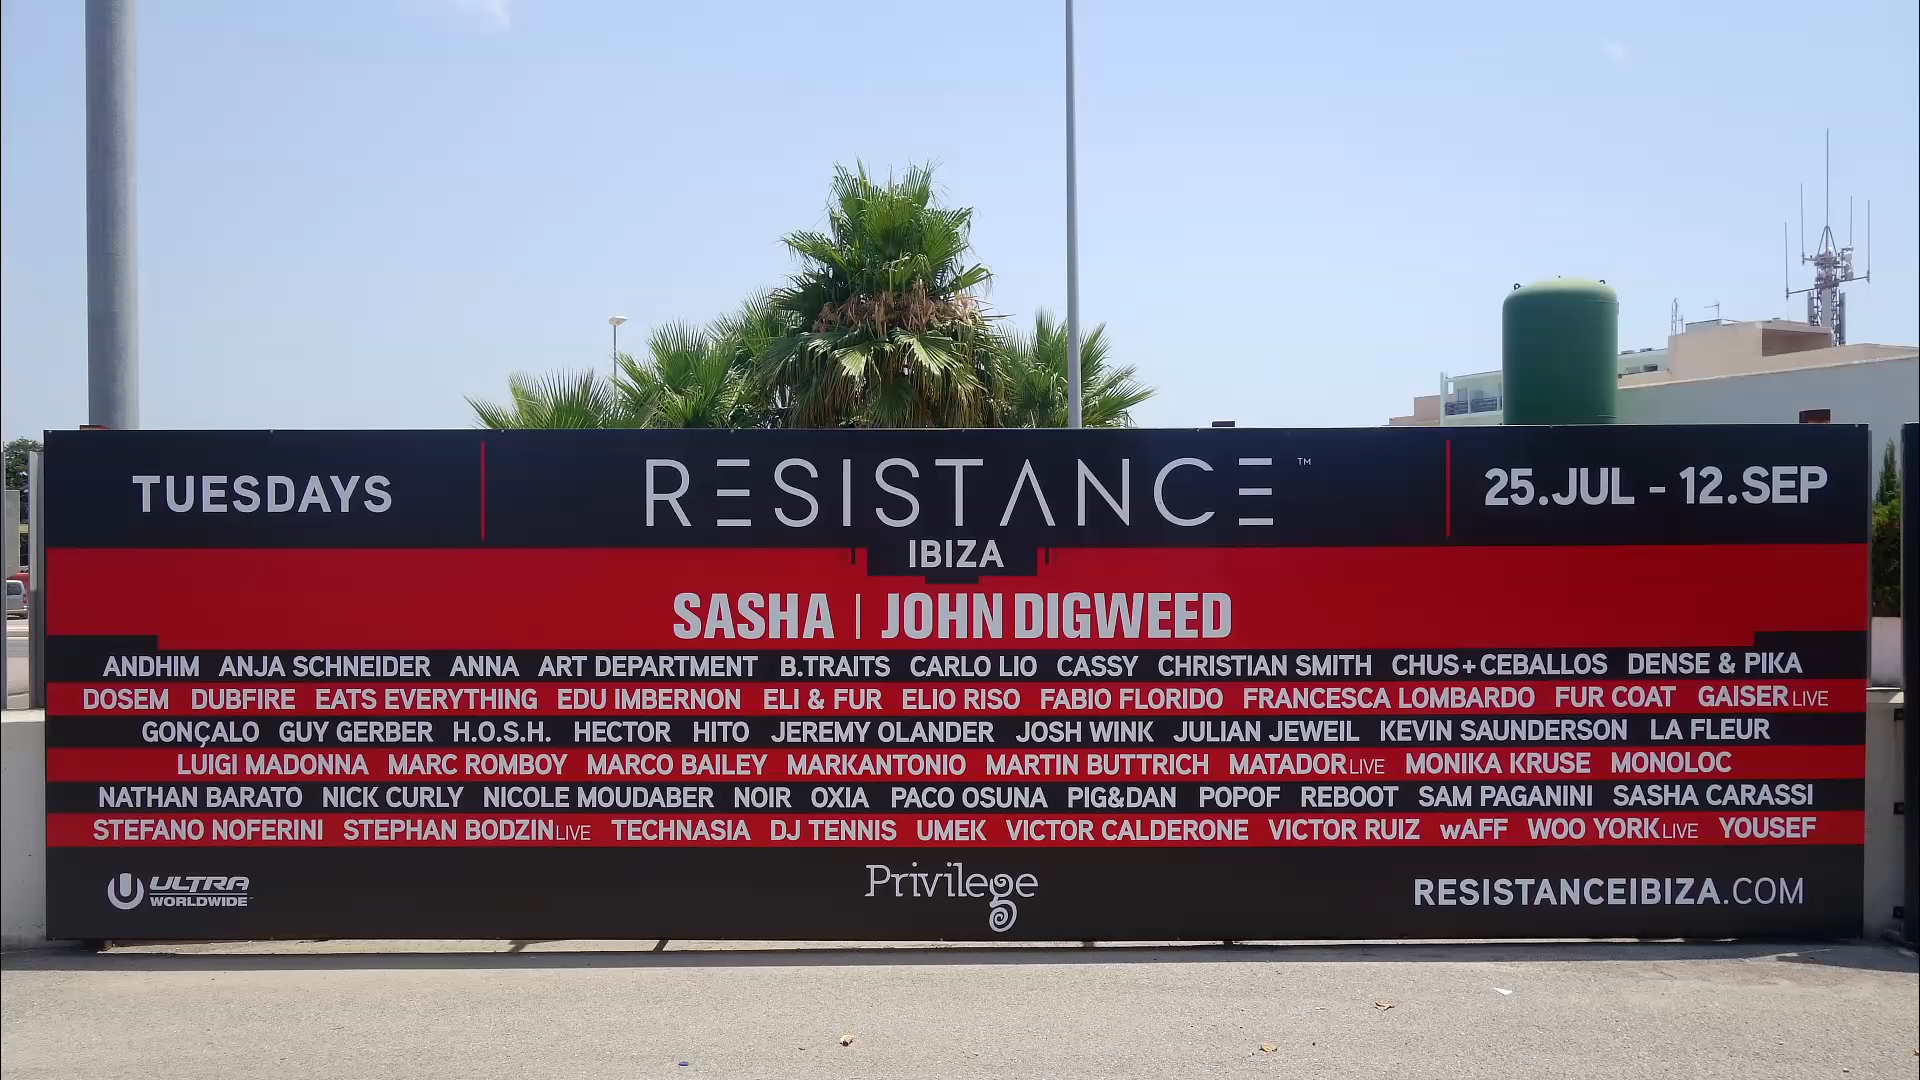 TUESDAYS RESISTANCE™ 25.JUL - 12.SEP
IBIZA
SASHA | JOHN DIGWEED
ANDHIM ANJA SCHNEIDER ANNA ART DEPARTMENT B.TRAITS CARLO LIO CASSY CHRISTIAN SMITH CHUS+CEBALLOS DENSE & PIKA
DOSEM DUBFIRE EATS EVERYTHING EDU IMBERNON ELI & FUR ELIO RISO FABIO FLORIDO FRANCESCA LOMBARDO FUR COAT GAISER LIVE
GONÇALO GUY GERBER H.O.S.H. HECTOR HITO JEREMY OLANDER JOSH WINK JULIAN JEWEIL KEVIN SAUNDERSON LA FLEUR
LUIGI MADONNA MARC ROMBOY MARCO BAILEY MARKANTONIO MARTIN BUTTRICH MATADOR LIVE MONIKA KRUSE MONOLOC
NATHAN BARATO NICK CURLY NICOLE MOUDABER NOIR OXIA PACO OSUNA PIG&DAN POPOF REBOOT SAM PAGANINI SASHA CARASSI
STEFANO NOFERINI STEPHAN BODZIN LIVE TECHNASIA DJ TENNIS UMEK VICTOR CALDERONE VICTOR RUIZ wAFF WOO YORK LIVE YOUSEF
ULTRA WORLDWIDE Privilege RESISTANCEIBIZA.COM